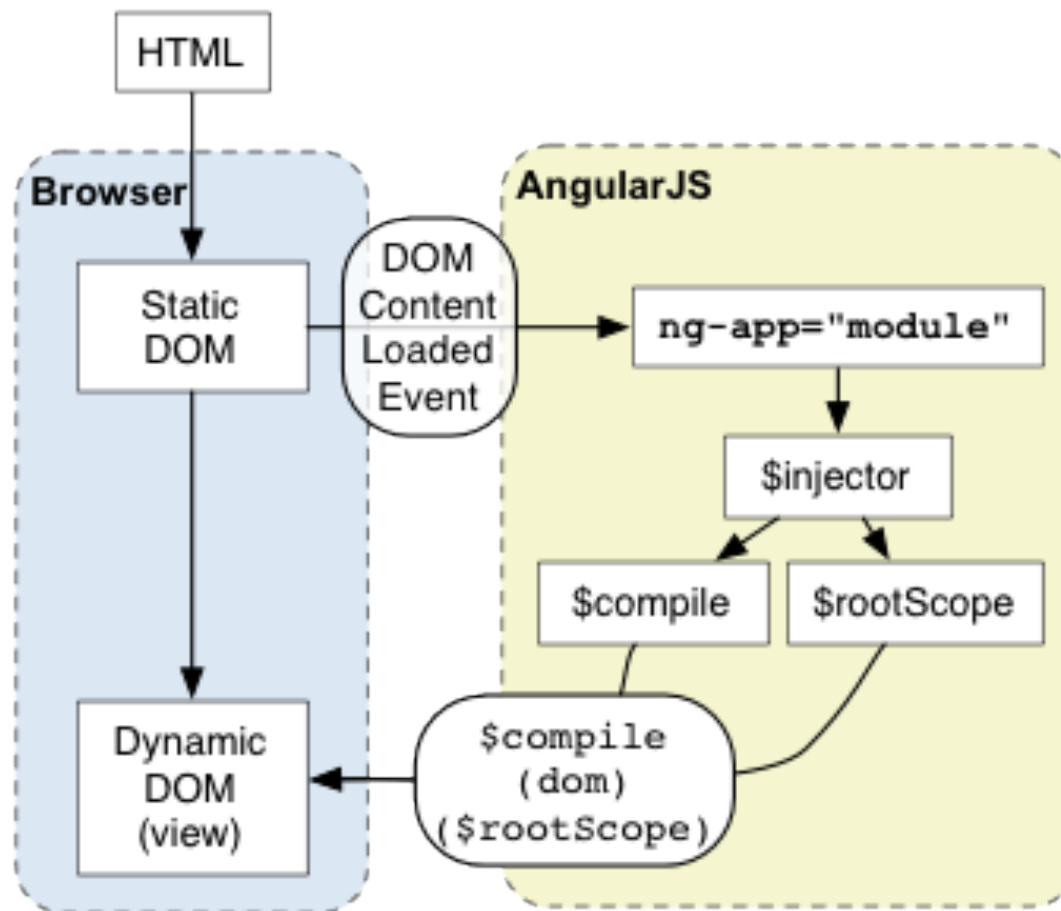 HTML
Browser
AngularJS
Static
DOM
DOM
Content
Loaded
Event
ng-app="module"
$injector
$compile
$rootScope
Dynamic
DOM
(view)
$compile
(dom)
($rootScope)